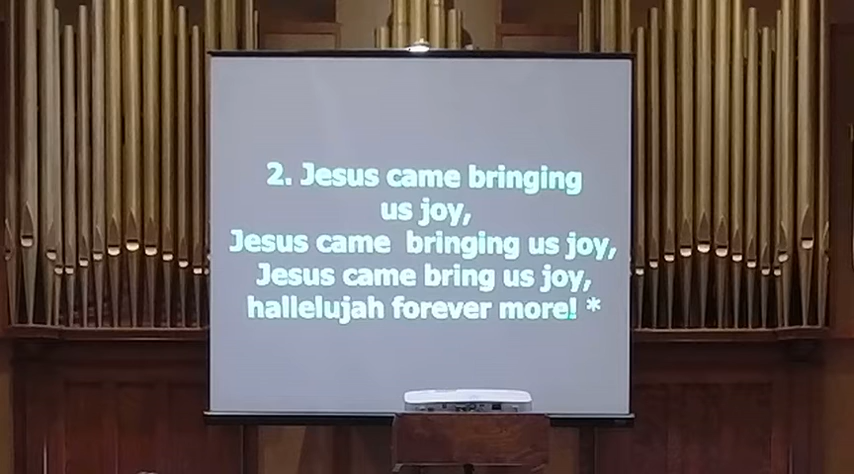 2. Jesus came bringing
us joy,
Jesus came  bringing us joy,
Jesus came bring us joy,
hallelujah forever more! *